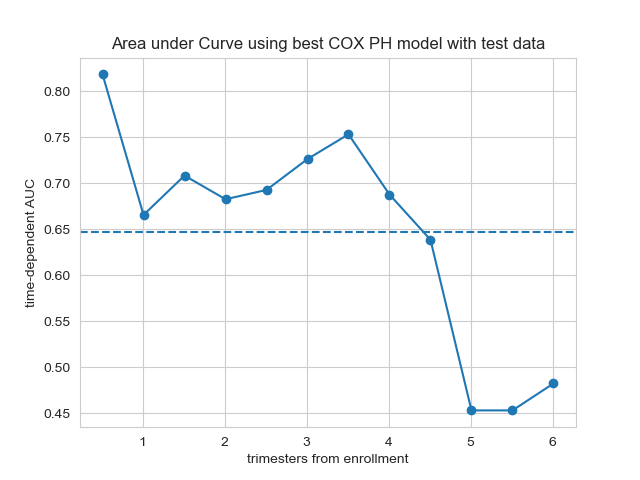 Area under Curve using best COX PH model with test data
time-dependent AUC
0.80
0.75
0.70
0.65
0.60
0.55
0.50
0.45
1 2 3 4 5 6
trimesters from enrollment